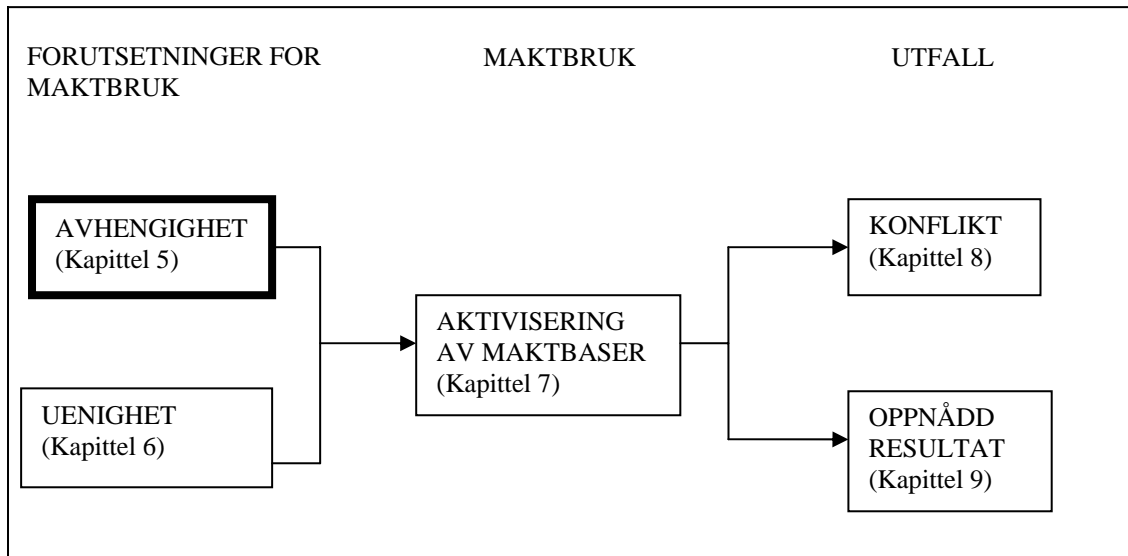 FORUTSETNINGER FOR
MAKTBRUK
MAKTBRUK
UTFALL
AVHENGIGHET
(Kapittel 5)
UENIGHET
(Kapittel 6)
AKTIVISERING
AV MAKTBASER
(Kapittel 7)
KONFLIKT
(Kapittel 8)
OPPNÅDD
RESULTAT
(Kapittel 9)